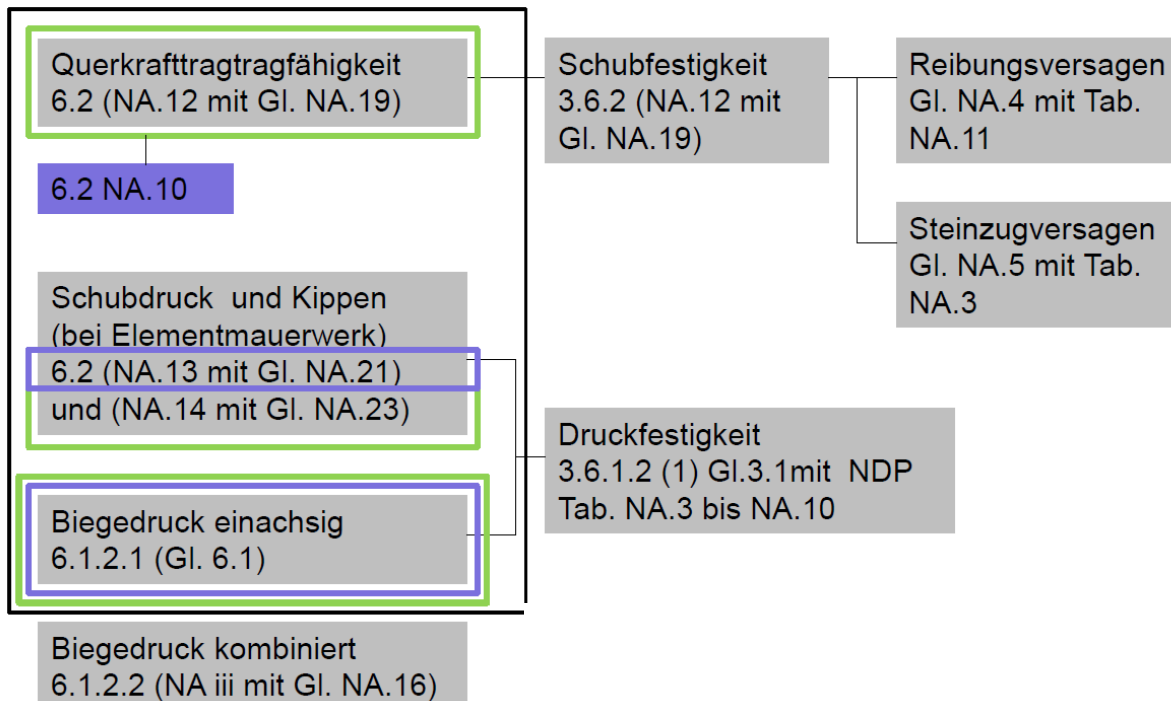 Querkrafttragtragfähigkeit
6.2 (NA.12 mit Gl. NA.19)
6.2 NA.10
Schubdruck und Kippen
(bei Elementmauerwerk)
6.2 (NA.13 mit Gl. NA.21)
und (NA.14 mit Gl. NA.23)
Biegedruck einachsig
6.1.2.1 (Gl. 6.1)
Biegedruck kombiniert
6.1.2.2 (NA iii mit Gl. NA.16)
Schubfestigkeit
3.6.2 (NA.12 mit
Gl. NA.19)
Druckfestigkeit
3.6.1.2 (1) Gl.3.1mit NDP
Tab. NA.3 bis NA.10
Reibungsversagen
Gl. NA.4 mit Tab.
NA.11
Steinzugversagen
Gl. NA.5 mit Tab.
NA.3